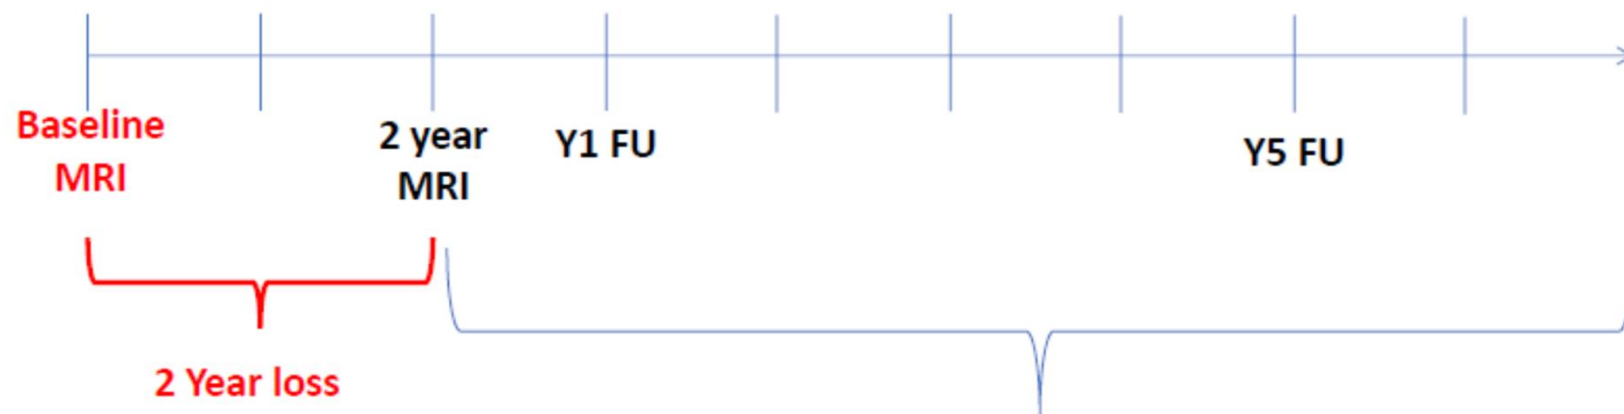 Baseline
MRI
2 year
MRI
Y1 FU
Y5 FU
2 Year loss